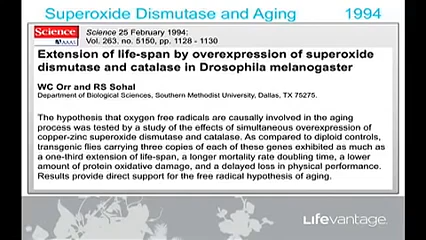 Superoxide Dismutase and Aging 1994
Science Science 25 February 1994:
AAAS Vol. 263. no. 5150, pp. 1128 - 1130
Extension of life-span by overexpression of superoxide
dismutase and catalase in Drosophila melanogaster
WC Orr and RS Sohal
Department of Biological Sciences, Southern Methodist University, Dallas, TX 75275.
The hypothesis that oxygen free radicals are causally involved in the aging
process was tested by a study of the effects of simultaneous overexpression of
copper-zinc superoxide dismutase and catalase. As compared to diploid controls,
transgenic flies carrying three copies of each of these genes exhibited as much as
a one-third extension of life-span, a longer mortality rate doubling time, a lower
amount of protein oxidative damage, and a delayed loss in physical performance.
Results provide direct support for the free radical hypothesis of aging.
Lifevantage